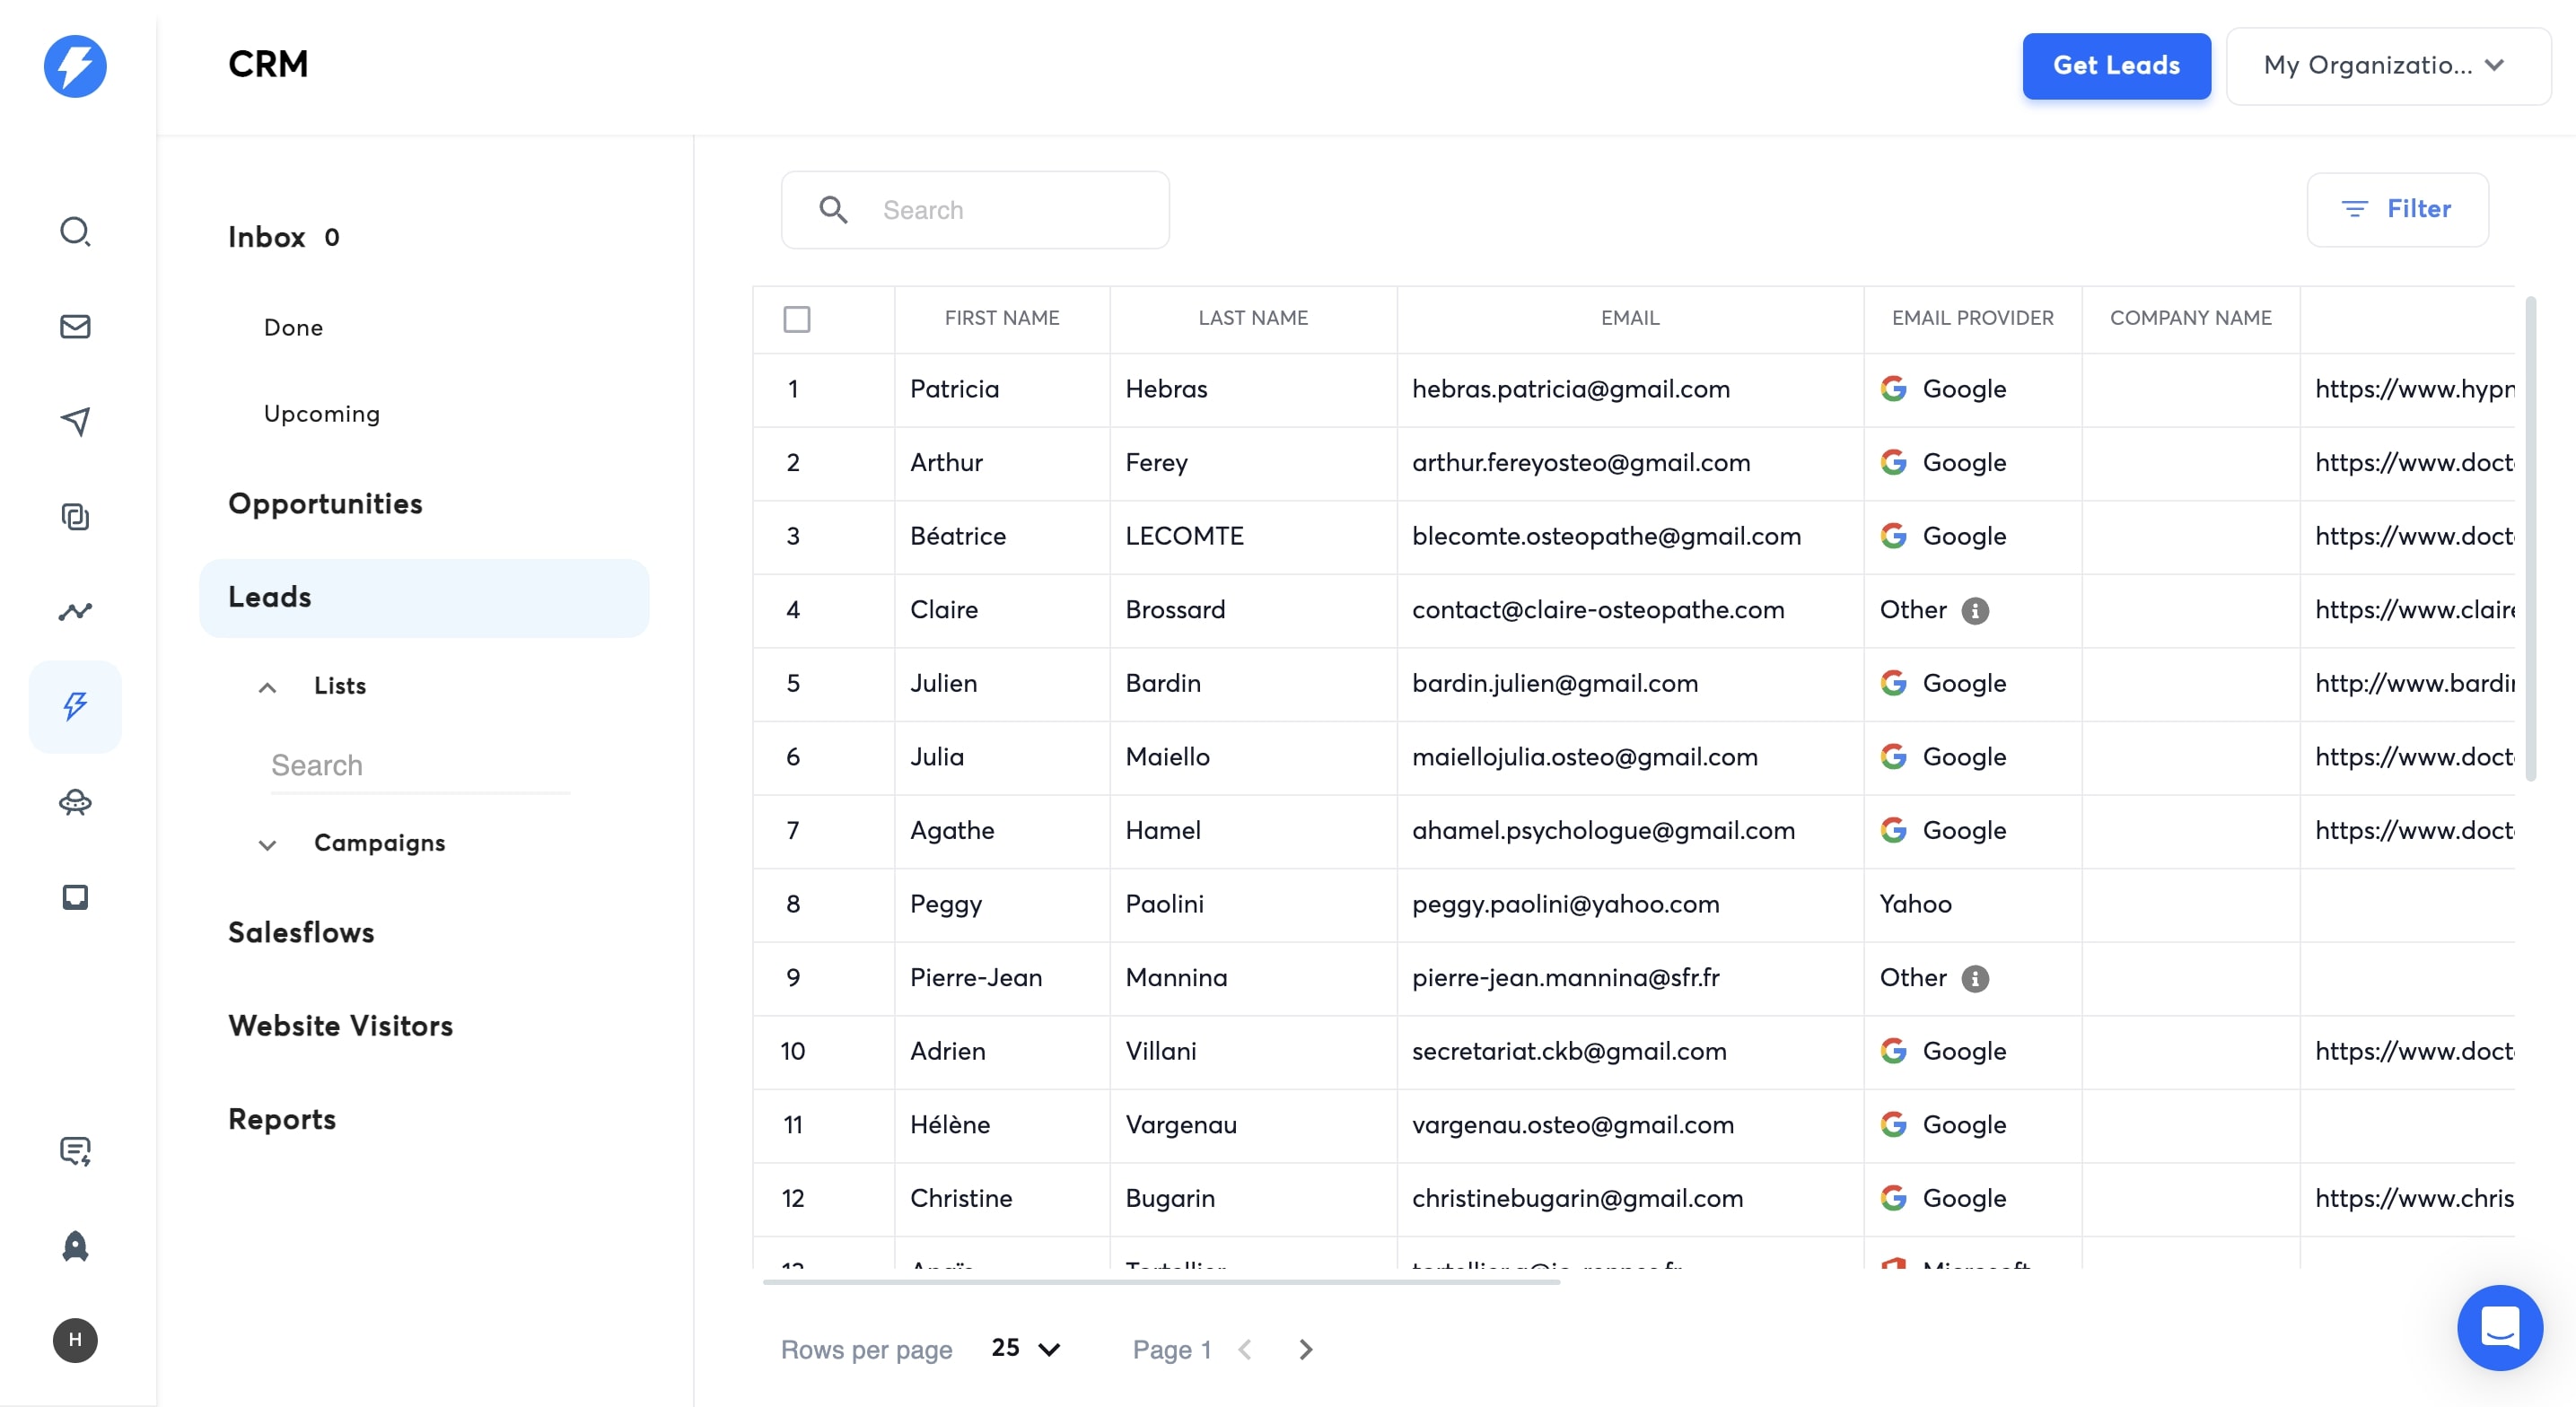 CRM
Get Leads
My Organizatio...
Inbox 0
Done
Upcoming
Opportunities
Leads
Lists
Search
Campaigns
Salesflows
Website Visitors
Reports
H
Search
Filter
FIRST NAME LAST NAME EMAIL EMAIL PROVIDER COMPANY NAME
1 Patricia Hebras hebras.patricia@gmail.com Google https://www.hypn
2 Arthur Ferey arthur.fereyosteo@gmail.com Google https://www.doct
3 Béatrice LECOMTE blecomte.osteopathe@gmail.com Google https://www.doct
4 Claire Brossard contact@claire-osteopathe.com Other https://www.claire
5 Julien Bardin bardin.julien@gmail.com Google http://www.bardin
6 Julia Maiello maiellojulia.osteo@gmail.com Google https://www.doct
7 Agathe Hamel ahamel.psychologue@gmail.com Google https://www.doct
8 Peggy Paolini peggy.paolini@yahoo.com Yahoo
9 Pierre-Jean Mannina pierre-jean.mannina@sfr.fr Other
10 Adrien Villani secretariat.ckb@gmail.com Google https://www.doct
11 Hélène Vargenau vargenau.osteo@gmail.com Google
12 Christine Bugarin christinebugarin@gmail.com Google https://www.chris
13 Anaïs Microsoft
Rows per page 25 Page 1